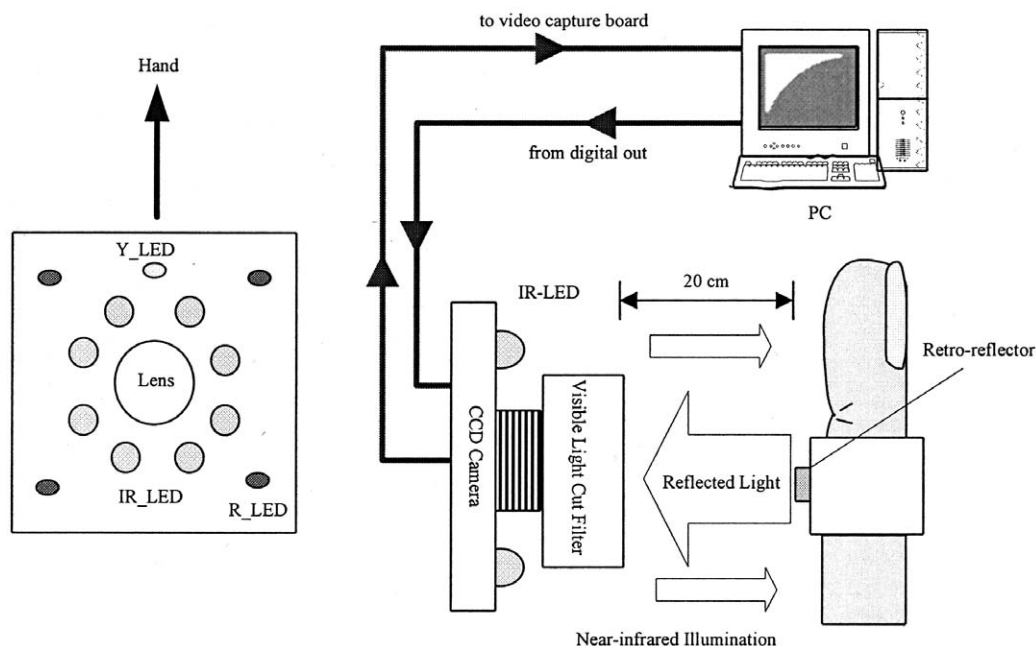 to video capture board
Hand
from digital out
PC
Y_LED
IR-LED
20 cm
Retro-reflector
Lens
CCD Camera
Visible Light Cut Filter
Reflected Light
IR_LED
R_LED
Near-infrared Illumination